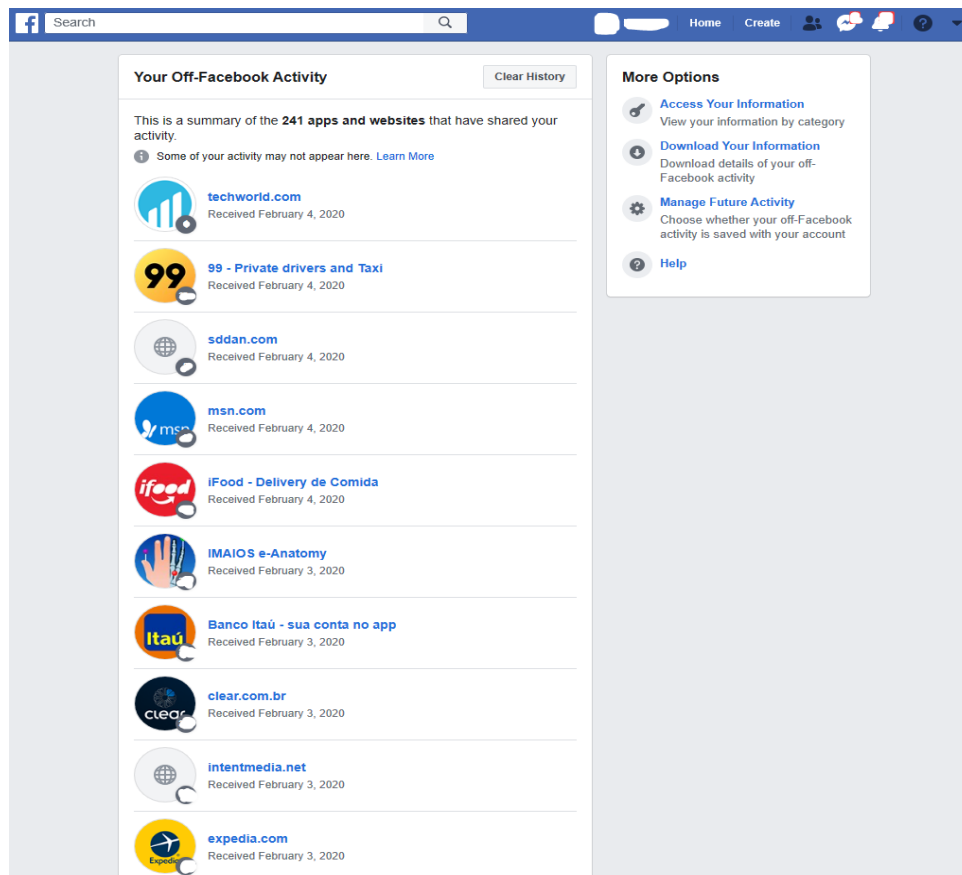 Search
Home
Create
Your Off-Facebook Activity
Clear History
This is a summary of the 241 apps and websites that have shared your
activity.
Some of your activity may not appear here. Learn More
techworld.com
Received February 4, 2020
99
99 - Private drivers and Taxi
Received February 4, 2020
sddan.com
Received February 4, 2020
msn
msn.com
Received February 4, 2020
ifood
iFood - Delivery de Comida
Received February 4, 2020
IMAIOS e-Anatomy
Received February 3, 2020
Itaú
Banco Itaú - sua conta no app
Received February 3, 2020
clear
clear.com.br
Received February 3, 2020
intentmedia.net
Received February 3, 2020
Expedia
expedia.com
Received February 3, 2020
More Options
Access Your Information
View your information by category
Download Your Information
Download details of your off-
Facebook activity
Manage Future Activity
Choose whether your off-Facebook
activity is saved with your account
Help